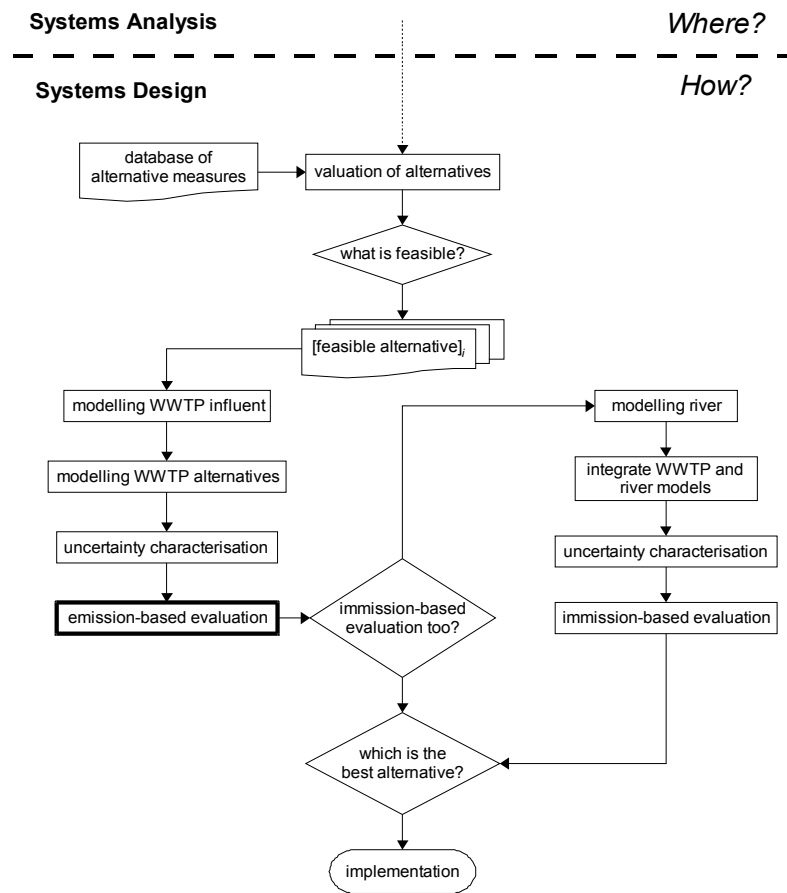 Systems Analysis
Where?
Systems Design
How?
database of
alternative measures
valuation of alternatives
what is feasible?
[feasible alternative]i
modelling WWTP influent
modelling river
modelling WWTP alternatives
integrate WWTP and
river models
uncertainty characterisation
uncertainty characterisation
emission-based evaluation
immission-based
evaluation too?
immission-based evaluation
which is the
best alternative?
implementation